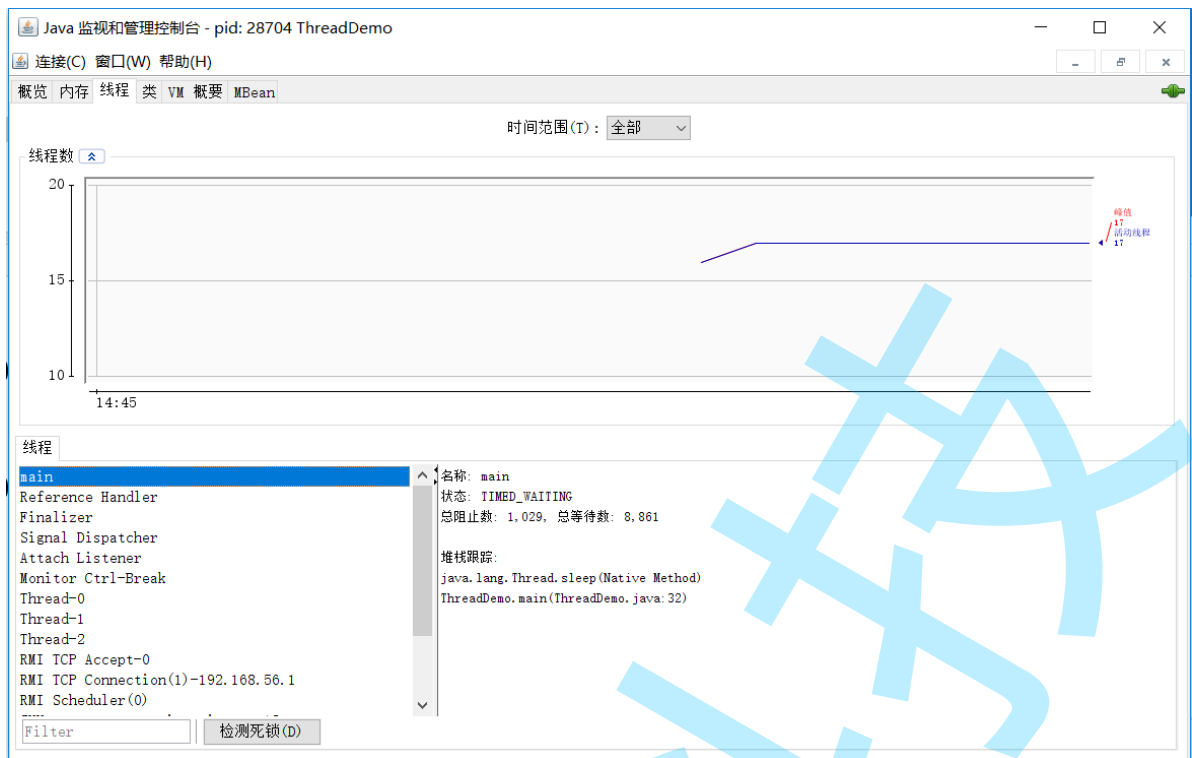 Java 监视和管理控制台 - pid: 28704 ThreadDemo
连接(C) 窗口(W) 帮助(H)
概览 内存 线程 类 VM 概要 MBean
时间范围(T): 全部
线程数
20
15
10
14:45
峰值
17
活动线程
17
线程
main
Reference Handler
Finalizer
Signal Dispatcher
Attach Listener
Monitor Ctrl-Break
Thread-0
Thread-1
Thread-2
RMI TCP Accept-0
RMI TCP Connection(1)-192.168.56.1
RMI Scheduler(0)
Filter
检测死锁(D)
名称: main
状态: TIMED_WAITING
总阻止数: 1,029, 总等待数: 8,861
堆栈跟踪:
java.lang.Thread.sleep(Native Method)
ThreadDemo.main(ThreadDemo.java:32)